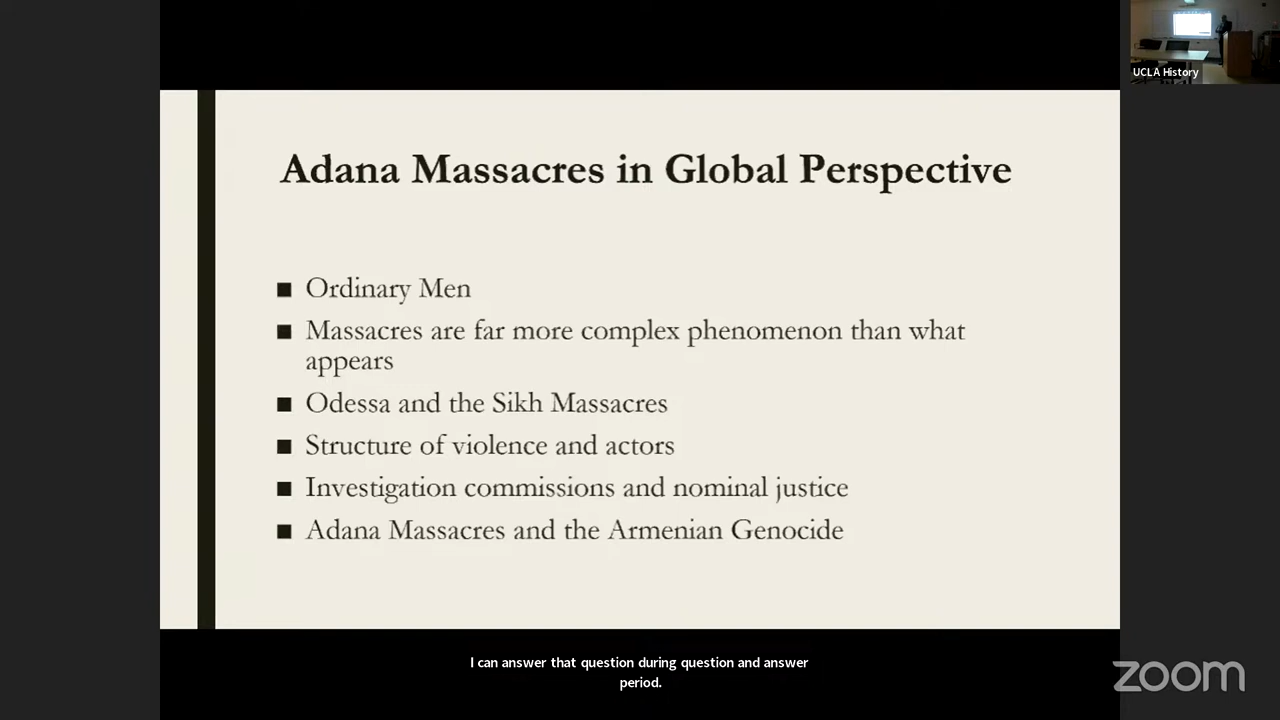 UCLA History
Adana Massacres in Global Perspective
Ordinary Men
Massacres are far more complex phenomenon than what
appears
Odessa and the Sikh Massacres
Structure of violence and actors
Investigation commissions and nominal justice
Adana Massacres and the Armenian Genocide
I can answer that question during question and answer
period.
zoom